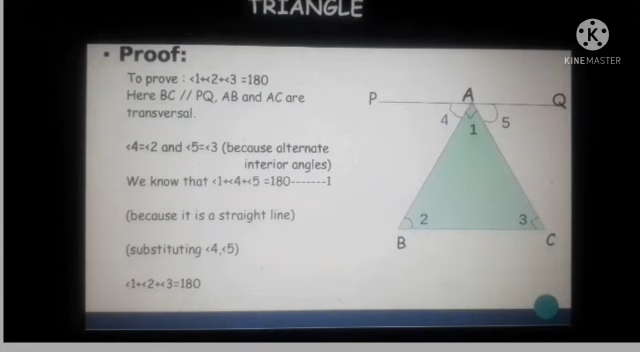 TRIANGLE
K
KINEMASTER
• Proof:
To prove : <1+<2+<3 =180
Here BC // PQ, AB and AC are
transversal.
<4=<2 and <5=<3 (because alternate
interior angles)
We know that <1+<4+<5 =180-------1
(because it is a straight line)
(substituting <4,<5)
<1+<2+<3=180
P
A
Q
4
1
5
2
3
B
C